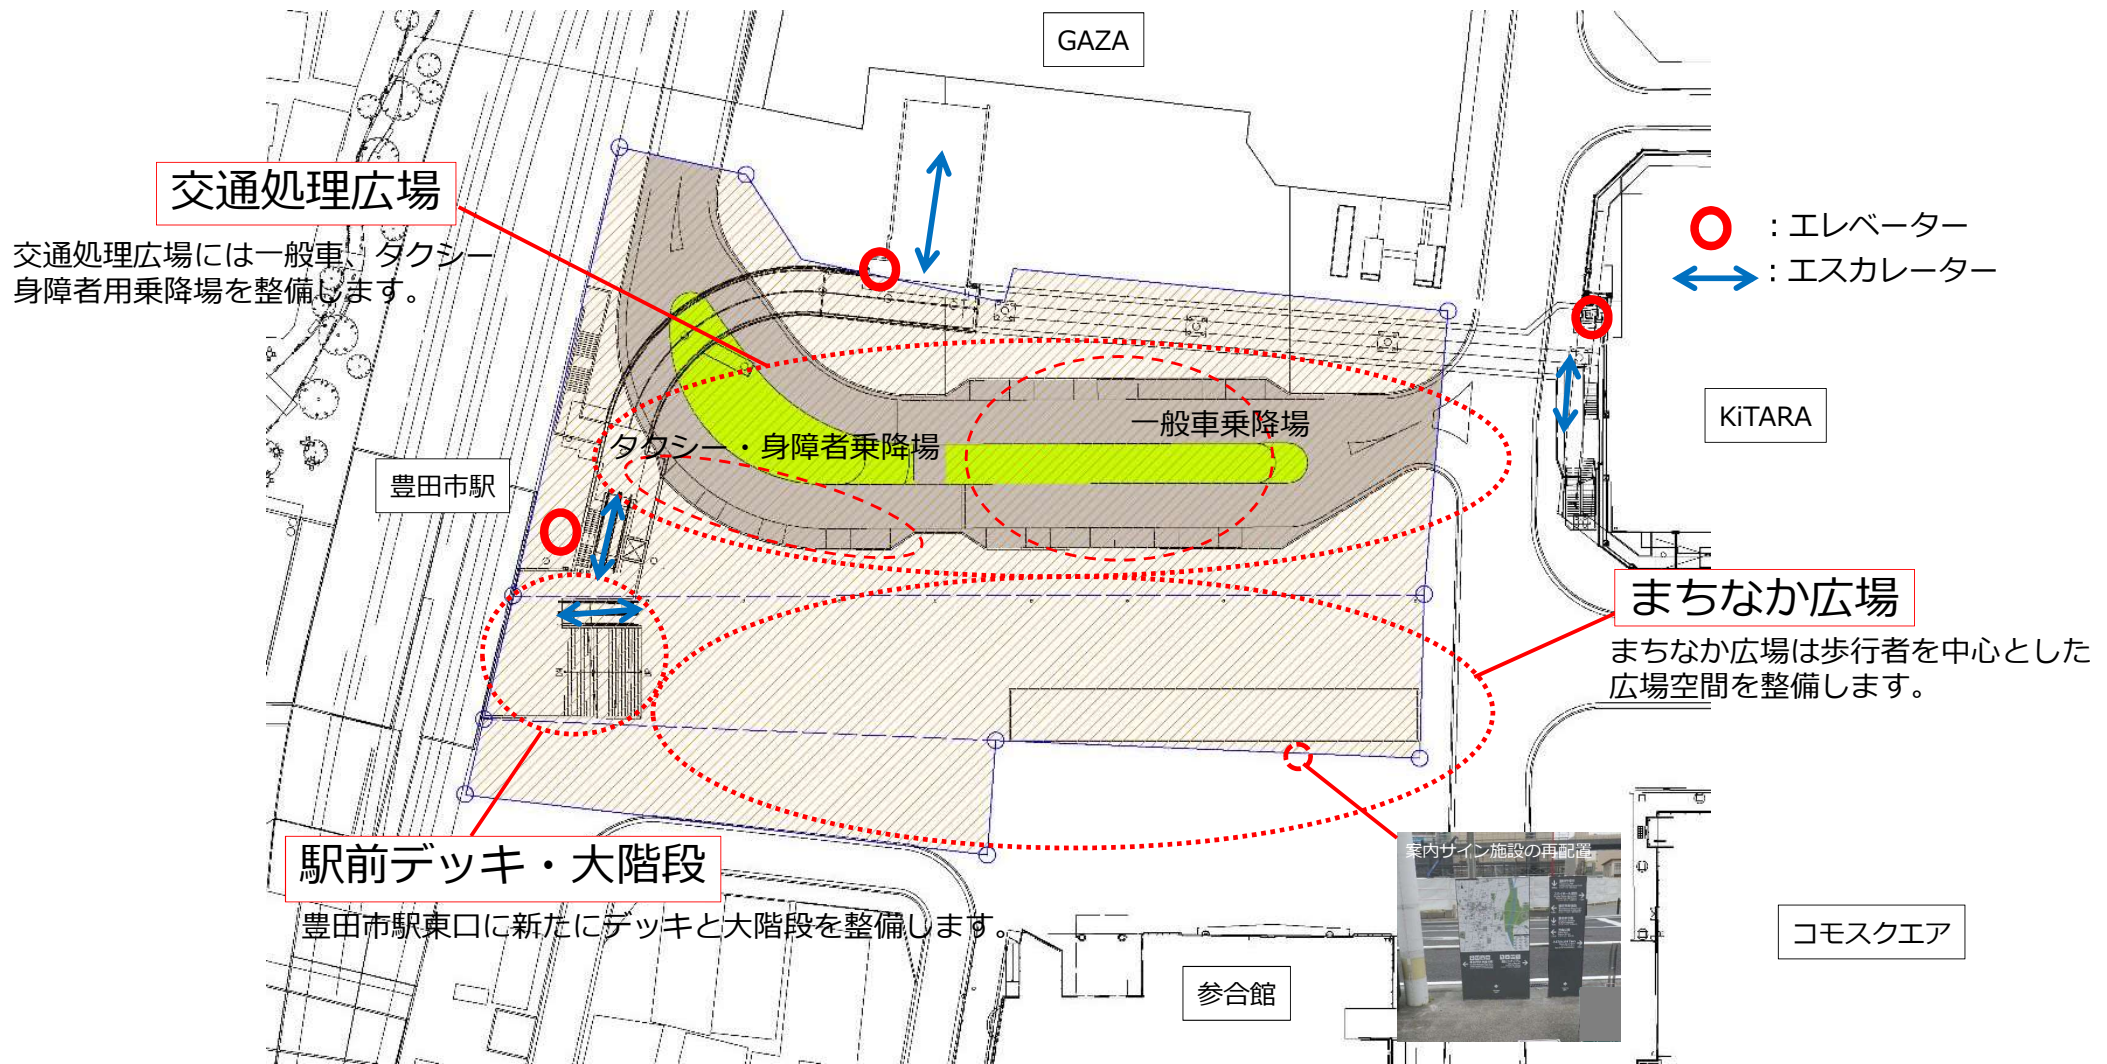 GAZA
交通処理広場
交通処理広場には一般車、タクシー
身障者用乗降場を整備します。
：エレベーター
：エスカレーター
一般車乗降場
タクシー・身障者乗降場
KiTARA
豊田市駅
まちなか広場
まちなか広場は歩行者を中心とした
広場空間を整備します。
駅前デッキ・大階段
豊田市駅東口に新たにデッキと大階段を整備します。
案内サイン施設の再配置
コモスクエア
参合館